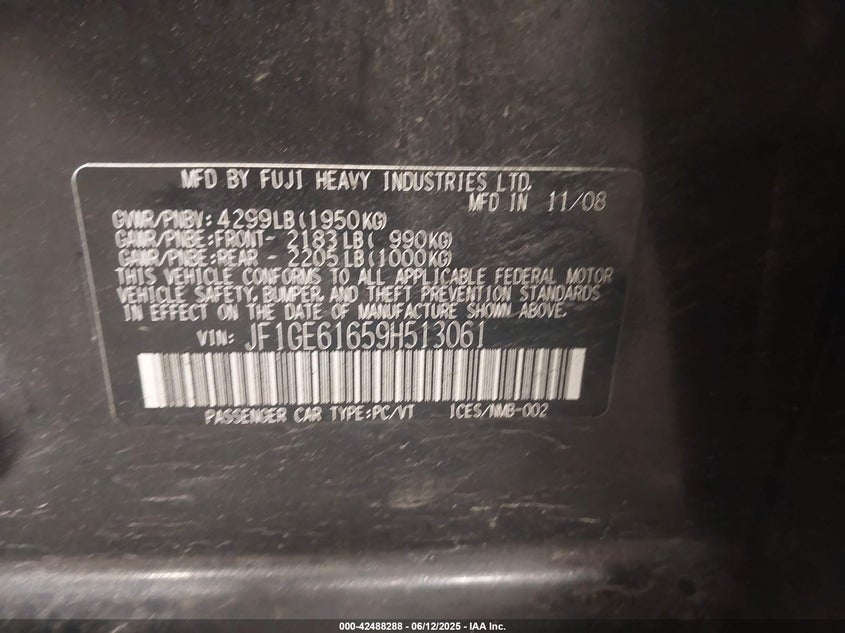 MFD BY FUJI HEAVY INDUSTRIES LTD.
MFD IN 11/08
GVWR/PNBV: 4299LB(1950KG)
GAWR/PNBE:FRONT- 2183LB( 990KG)
GAWR/PNBE:REAR - 2205LB(1000KG)
THIS VEHICLE CONFORMS TO ALL APPLICABLE FEDERAL MOTOR
VEHICLE SAFETY, BUMPER, AND THEFT PREVENTION STANDARDS
IN EFFECT ON THE DATE OF MANUFACTURE SHOWN ABOVE.
VIN: JF1GE61659H513061
PASSENGER CAR TYPE:PC/VT ICES/NMB-002
000-42488288 - 06/12/2025 - IAA Inc.